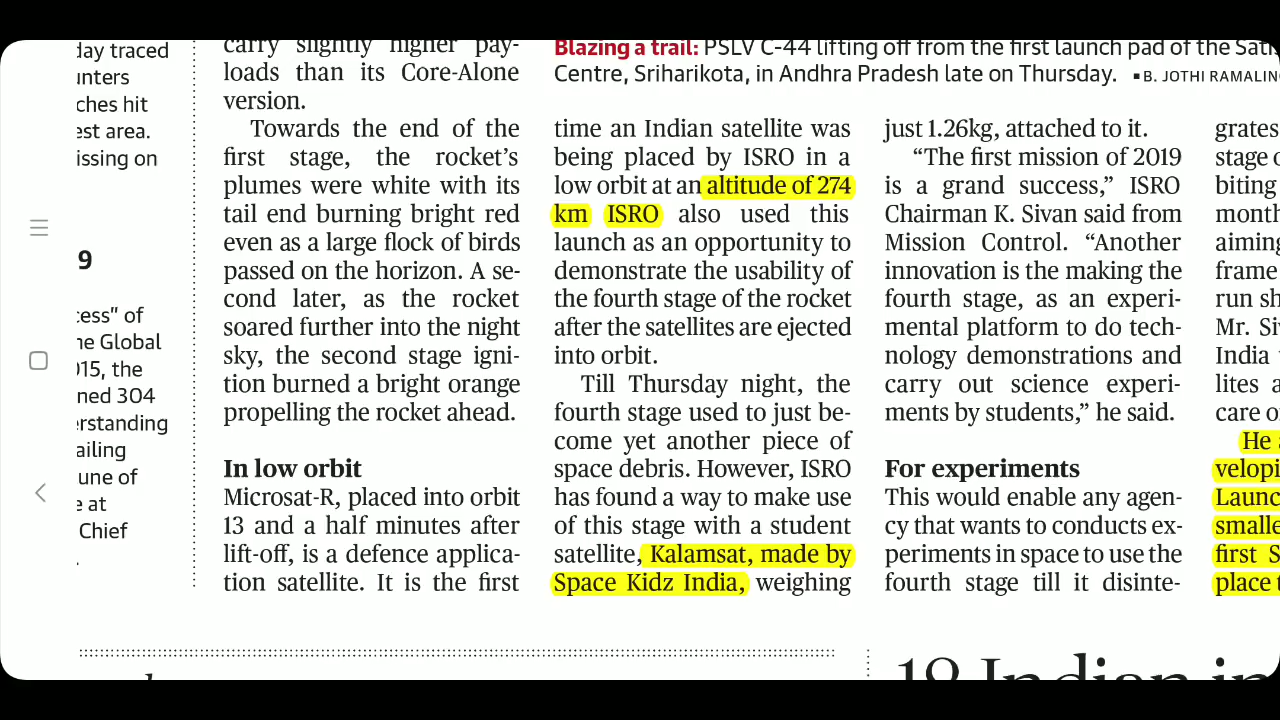 day traced
unters
ches hit
est area.
issing on
9
cess" of
ne Global
015, the
ned 304
erstanding
ailing
une of
e at
Chief
.
carry slightly higher pay-
loads than its Core-Alone
version.
Towards the end of the
first stage, the rocket's
plumes were white with its
tail end burning bright red
even as a large flock of birds
passed on the horizon. A se-
cond later, as the rocket
soared further into the night
sky, the second stage igni-
tion burned a bright orange
propelling the rocket ahead.
In low orbit
Microsat-R, placed into orbit
13 and a half minutes after
lift-off, is a defence applica-
tion satellite. It is the first
Blazing a trail: PSLV C-44 lifting off from the first launch pad of the
Centre, Sriharikota, in Andhra Pradesh late on Thursday. ▪ B. JOTHI RAMALIN
time an Indian satellite was
being placed by ISRO in a
low orbit at an altitude of 274
km ISRO also used this
launch as an opportunity to
demonstrate the usability of
the fourth stage of the rocket
after the satellites are ejected
into orbit.
Till Thursday night, the
fourth stage used to just be-
come yet another piece of
space debris. However, ISRO
has found a way to make use
of this stage with a student
satellite, Kalamsat, made by
Space Kidz India, weighing
just 1.26kg, attached to it.
“The first mission of 2019
is a grand success,” ISRO
Chairman K. Sivan said from
Mission Control. “Another
innovation is the making the
fourth stage, as an experi-
mental platform to do tech-
nology demonstrations and
carry out science experi-
ments by students,” he said.
For experiments
This would enable any agen-
cy that wants to conducts ex-
periments in space to use the
fourth stage till it disinte-
grates
stage
biting
month
aiming
frame
run sh
Mr. Si
India
lites a
care o
He a
velopi
Launc
smalle
first S
place t
18 Indian in